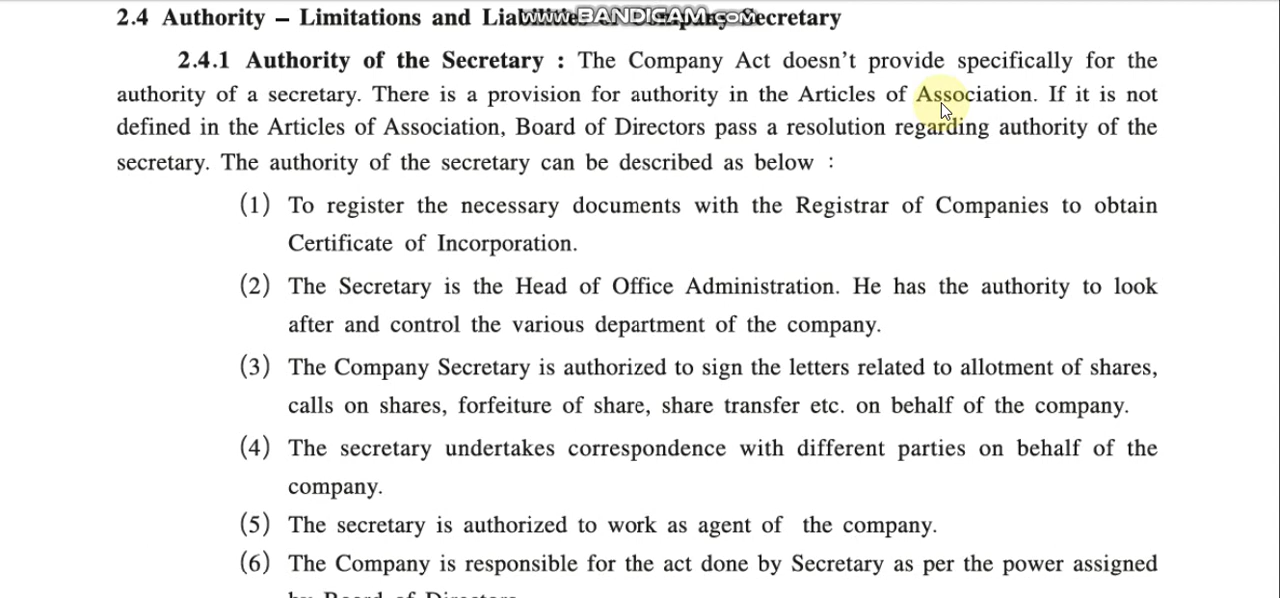 2.4 Authority – Limitations and Liabilities of Company Secretary
www.BANDICAM.com
2.4.1 Authority of the Secretary : The Company Act doesn't provide specifically for the
authority of a secretary. There is a provision for authority in the Articles of Association. If it is not
defined in the Articles of Association, Board of Directors pass a resolution regarding authority of the
secretary. The authority of the secretary can be described as below :
(1) To register the necessary documents with the Registrar of Companies to obtain
Certificate of Incorporation.
(2) The Secretary is the Head of Office Administration. He has the authority to look
after and control the various department of the company.
(3) The Company Secretary is authorized to sign the letters related to allotment of shares,
calls on shares, forfeiture of share, share transfer etc. on behalf of the company.
(4) The secretary undertakes correspondence with different parties on behalf of the
company.
(5) The secretary is authorized to work as agent of the company.
(6) The Company is responsible for the act done by Secretary as per the power assigned
by Board of Directors